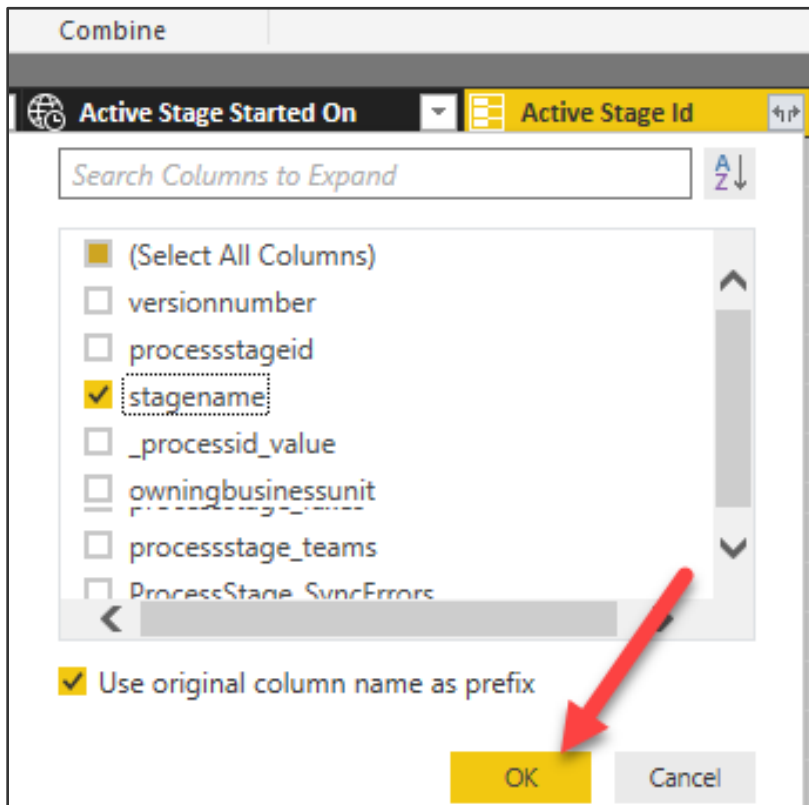 Combine
Active Stage Started On Active Stage Id
Search Columns to Expand
A
Z
(Select All Columns)
versionnumber
processstageid
stagename
_processid_value
owningbusinessunit
processstage_teams
ProcessStage_SyncErrors
Use original column name as prefix
OK Cancel